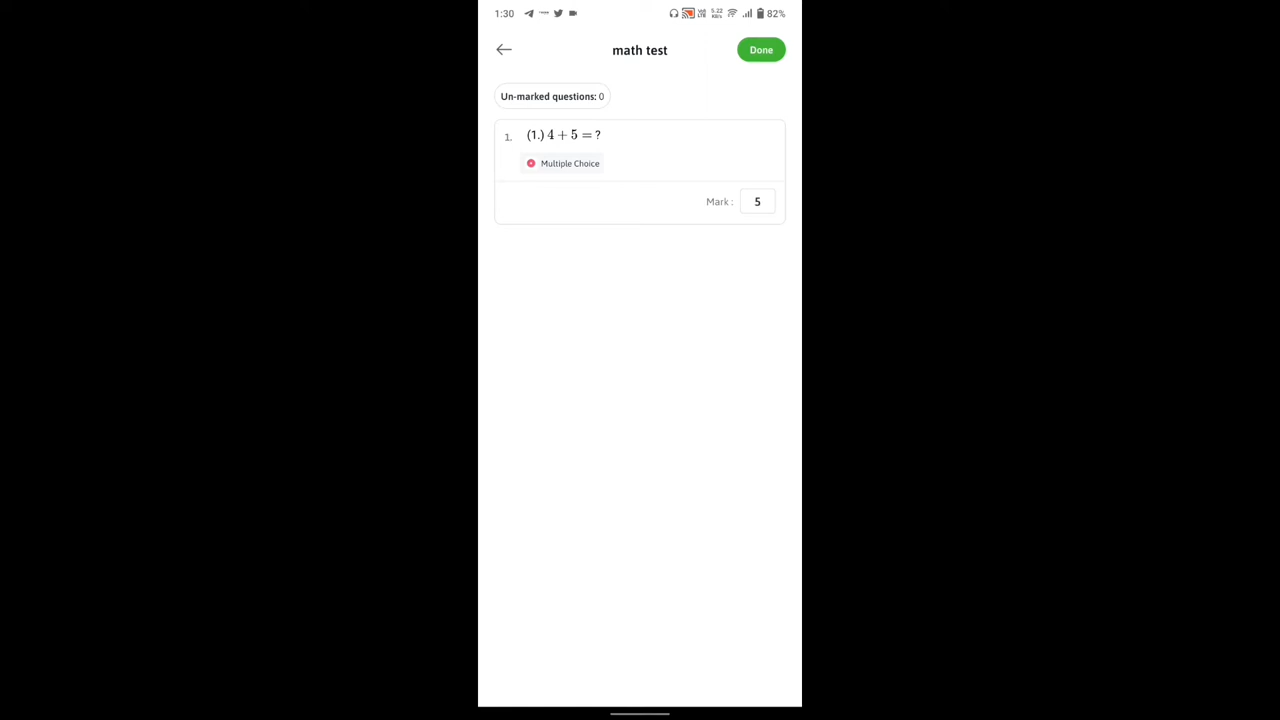 1:30 82%
math test
Done
Un-marked questions: 0
1. (1.) 4 + 5 = ?
Multiple Choice
Mark : 5